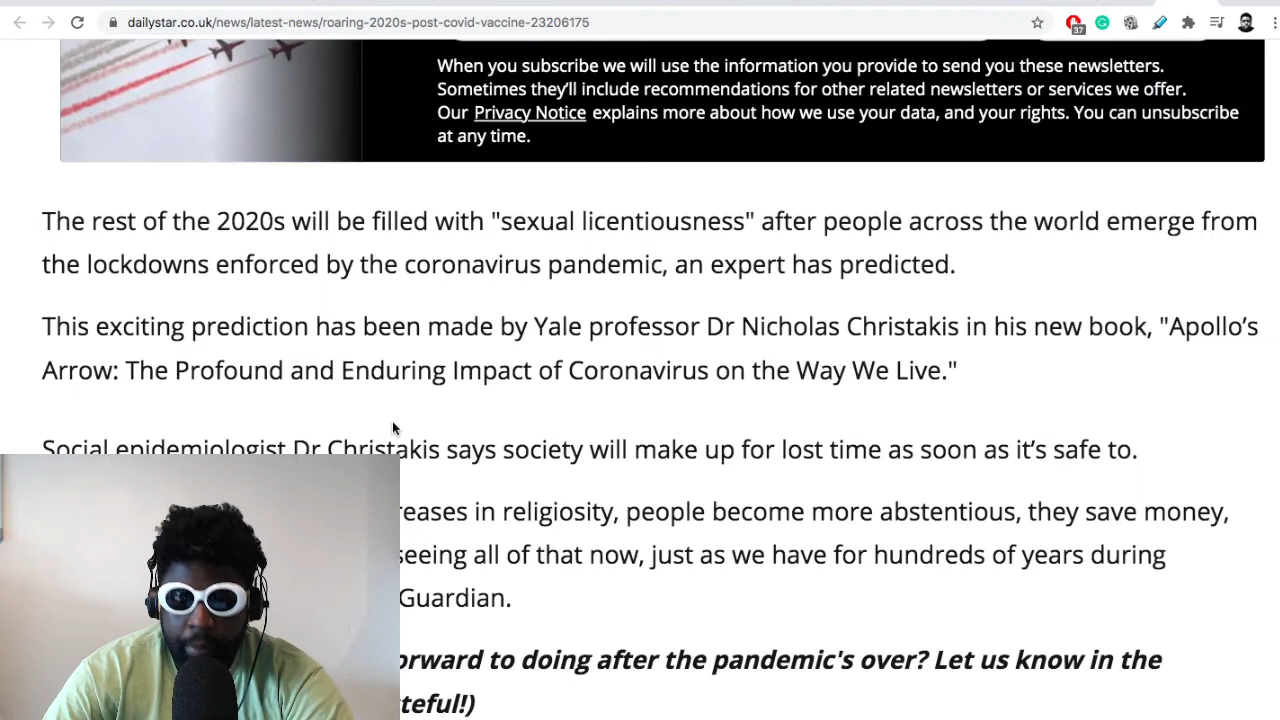 dailystar.co.uk/news/latest-news/roaring-2020s-post-covid-vaccine-23206175
37
When you subscribe we will use the information you provide to send you these newsletters.
Sometimes they'll include recommendations for other related newsletters or services we offer.
Our Privacy Notice explains more about how we use your data, and your rights. You can unsubscribe
at any time.
The rest of the 2020s will be filled with "sexual licentiousness" after people across the world emerge from
the lockdowns enforced by the coronavirus pandemic, an expert has predicted.
This exciting prediction has been made by Yale professor Dr Nicholas Christakis in his new book, "Apollo’s
Arrow: The Profound and Enduring Impact of Coronavirus on the Way We Live."
Social epidemiologist Dr Christakis says society will make up for lost time as soon as it’s safe to.
reases in religiosity, people become more abstentious, they save money,
seeing all of that now, just as we have for hundreds of years during
Guardian.
orward to doing after the pandemic's over? Let us know in the
teful!)